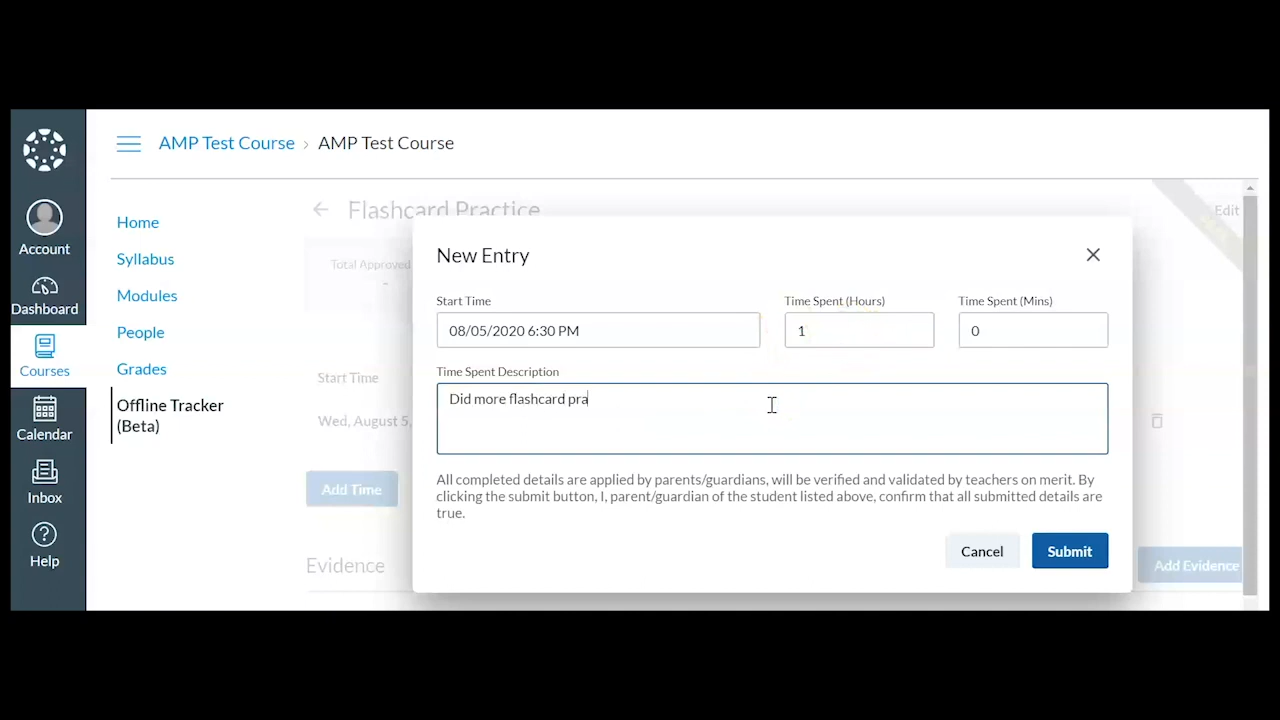 AMP Test Course › AMP Test Course
Account
Dashboard
Courses
Calendar
Inbox
Help
Home
Syllabus
Modules
People
Grades
Offline Tracker
(Beta)
Flashcard Practice
Edit
Total Approved
-
Start Time
Wed, August 5,
Add Time
Evidence
Add Evidence
New Entry
Start Time
Time Spent (Hours)
Time Spent (Mins)
08/05/2020 6:30 PM
1
0
Time Spent Description
Did more flashcard pra
All completed details are applied by parents/guardians, will be verified and validated by teachers on merit. By
clicking the submit button, I, parent/guardian of the student listed above, confirm that all submitted details are
true.
Cancel
Submit